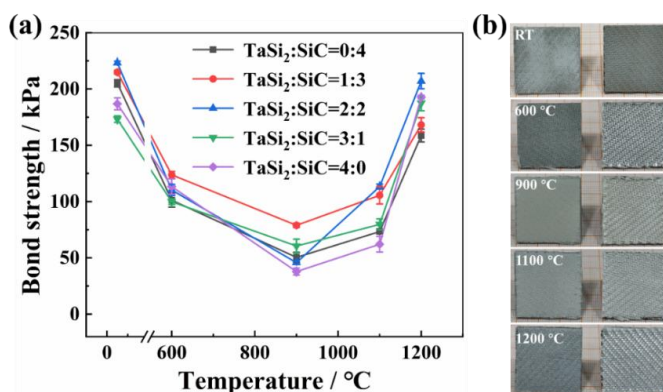 (a)
250
200
150
100
50
0
Bond strength / kPa
TaSi₂:SiC=0:4
TaSi₂:SiC=1:3
TaSi₂:SiC=2:2
TaSi₂:SiC=3:1
TaSi₂:SiC=4:0
0 600 800 1000 1200
Temperature / °C
(b)
RT
600 °C
900 °C
1100 °C
1200 °C